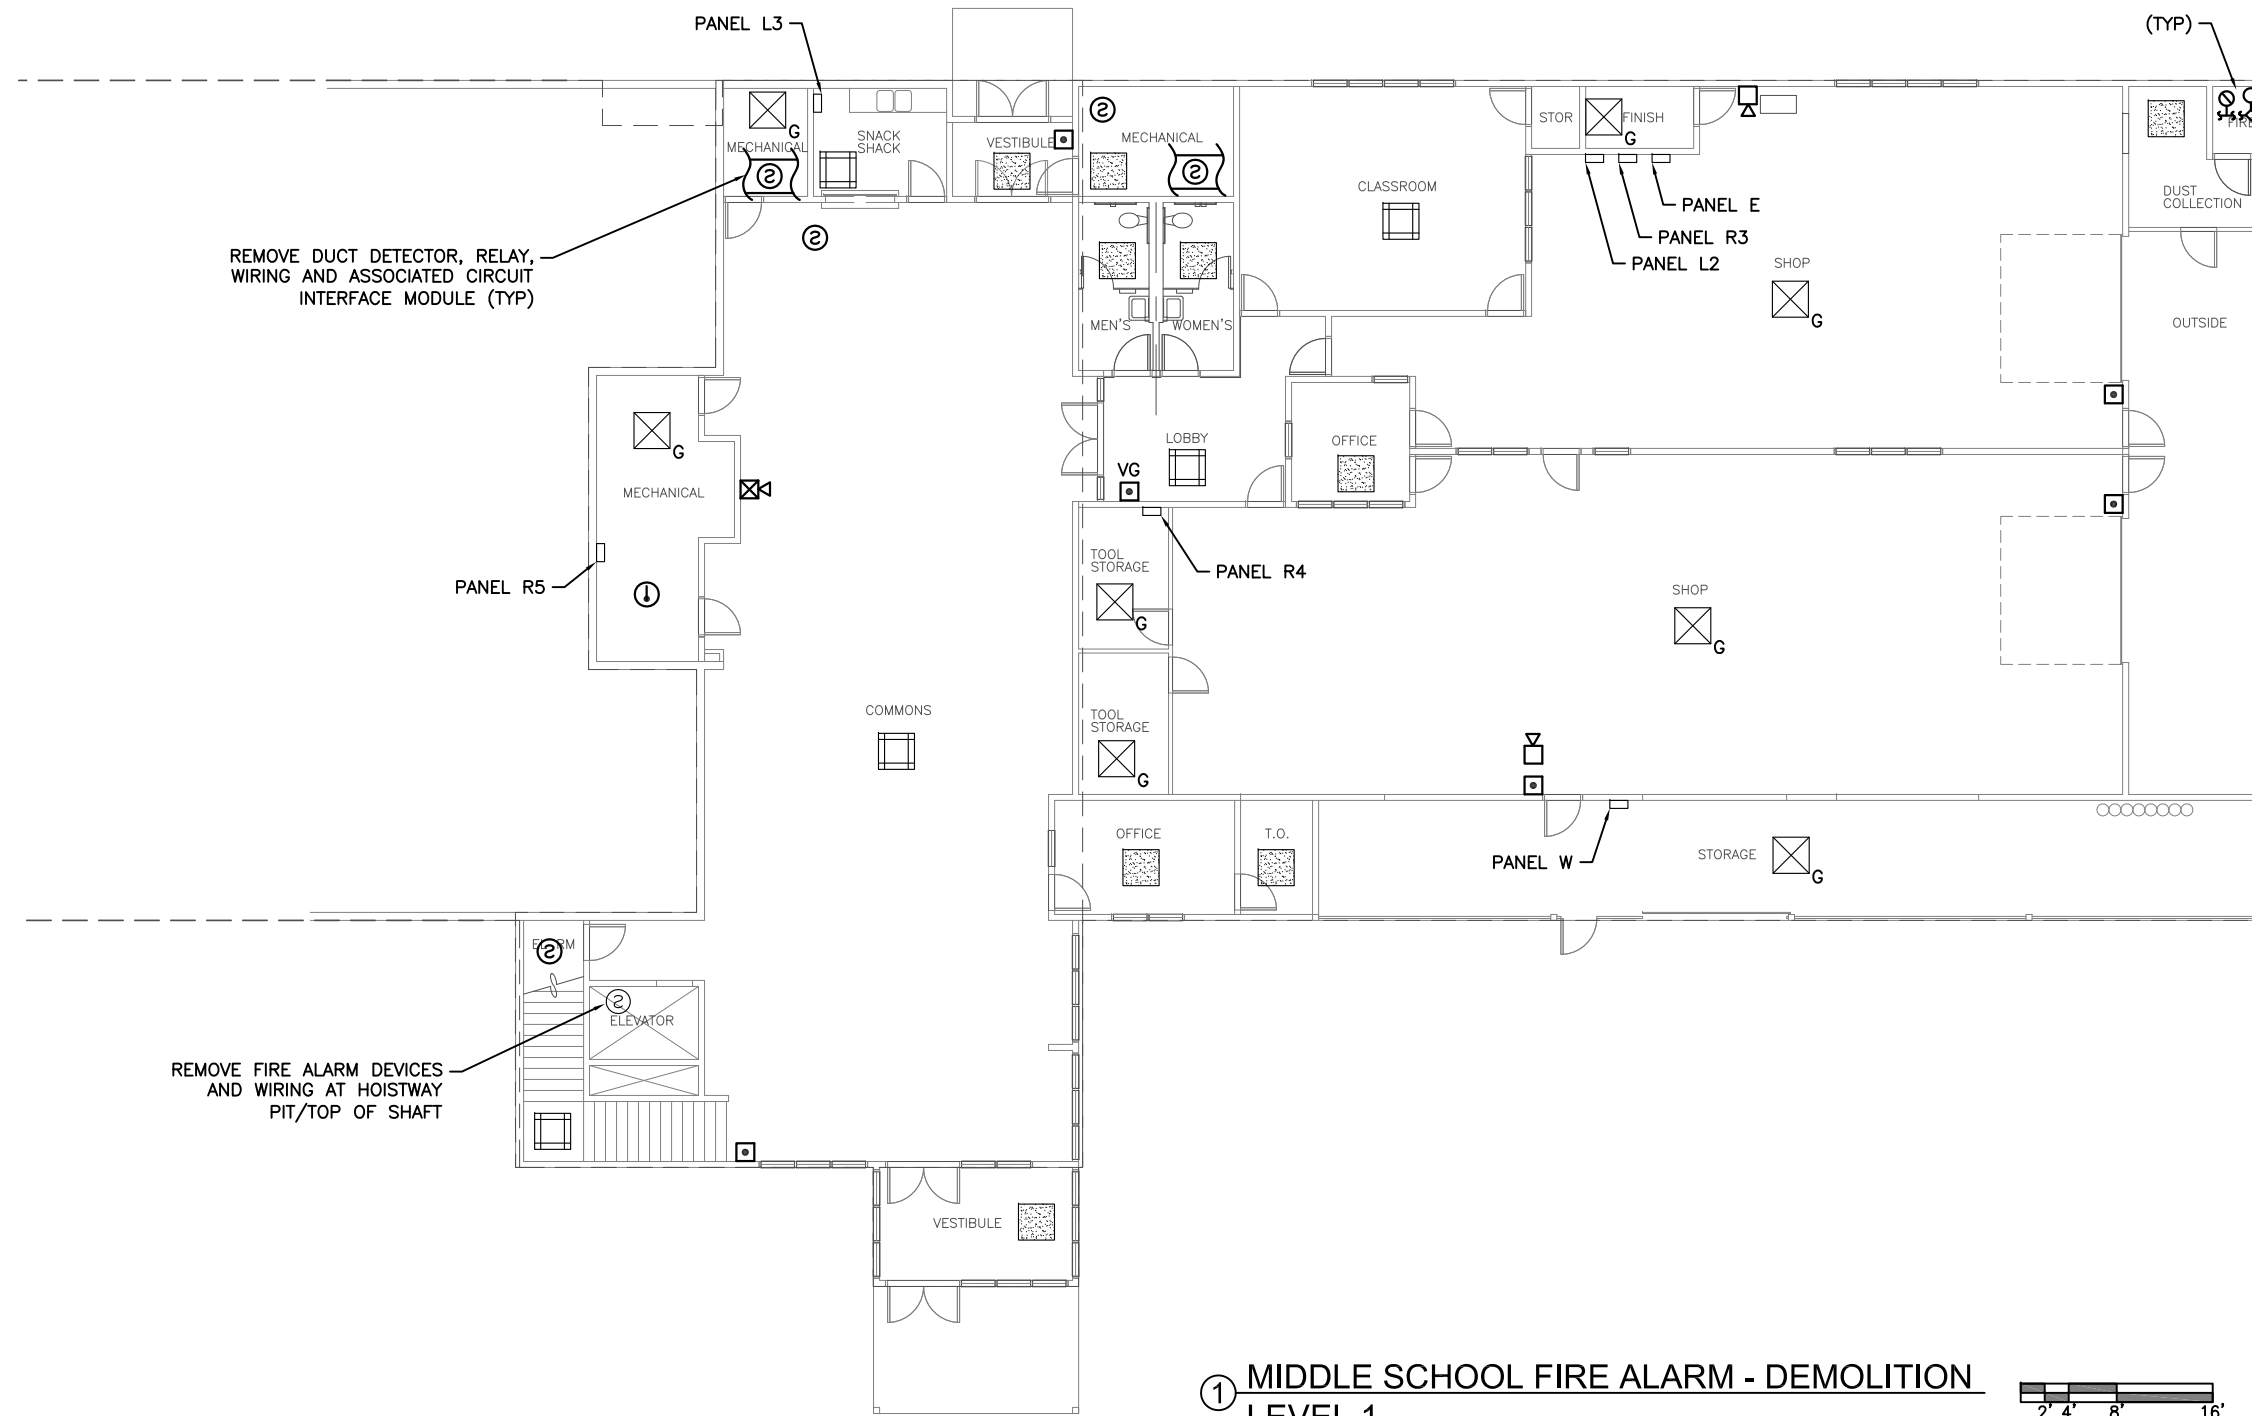 PANEL L3
(TYP)
G
MECHANICAL
SNACK
SHACK
VESTIBULE
MECHANICAL
STOR
FINISH
G
CLASSROOM
PANEL E
PANEL R3
PANEL L2
DUST
COLLECTION
REMOVE DUCT DETECTOR, RELAY,
WIRING AND ASSOCIATED CIRCUIT
INTERFACE MODULE (TYP)
SHOP
G
OUTSIDE
MEN'S
WOMEN'S
LOBBY
VG
OFFICE
G
MECHANICAL
PANEL R5
TOOL
STORAGE
G
PANEL R4
SHOP
G
COMMONS
TOOL
STORAGE
G
OFFICE
T.O.
PANEL W
STORAGE
G
S
S
S
S
S
S
ELEVATOR
REMOVE FIRE ALARM DEVICES
AND WIRING AT HOISTWAY
PIT/TOP OF SHAFT
VESTIBULE
1
MIDDLE SCHOOL FIRE ALARM - DEMOLITION
LEVEL 1
2' 4' 8' 16'